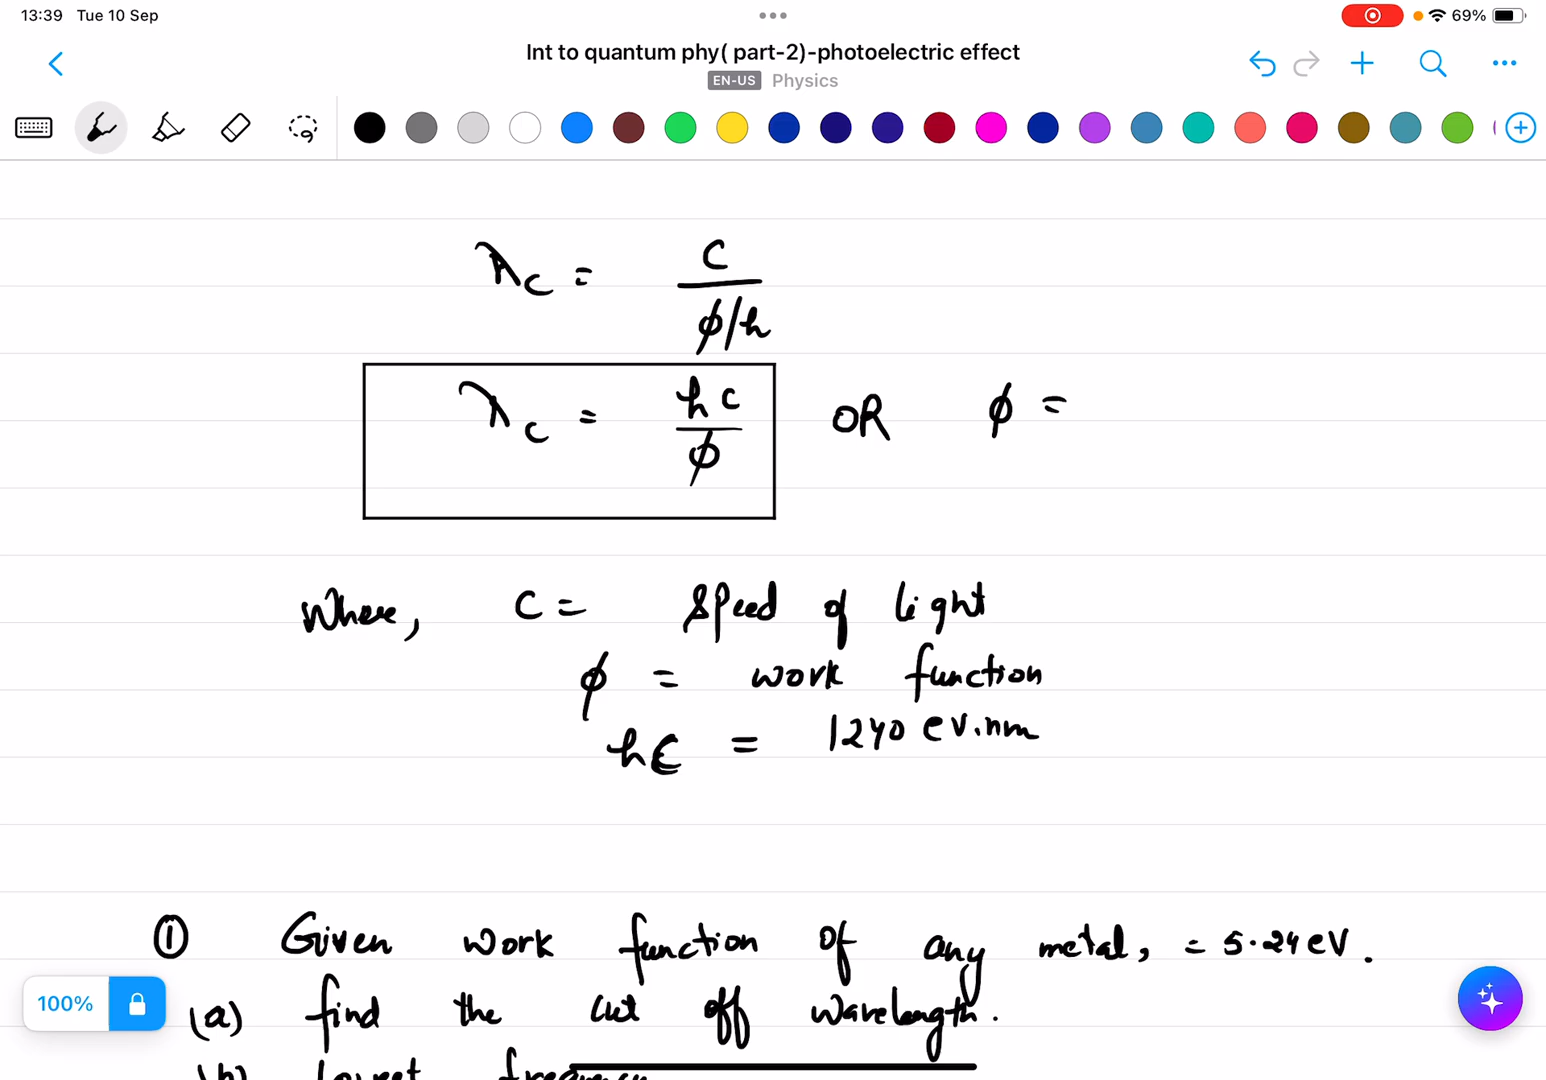 13:39 Tue 10 Sep 69%
Int to quantum phy( part-2)-photoelectric effect
EN-US Physics
λc = c / ϕ/h
λc = hc / ϕ OR ϕ =
Where, c = speed of light
ϕ = work function
hc = 1240 eV.nm
① Given work function of any metal, = 5.24 eV.
100%
(a) find the cut off wavelength.
(b) lowest frequency